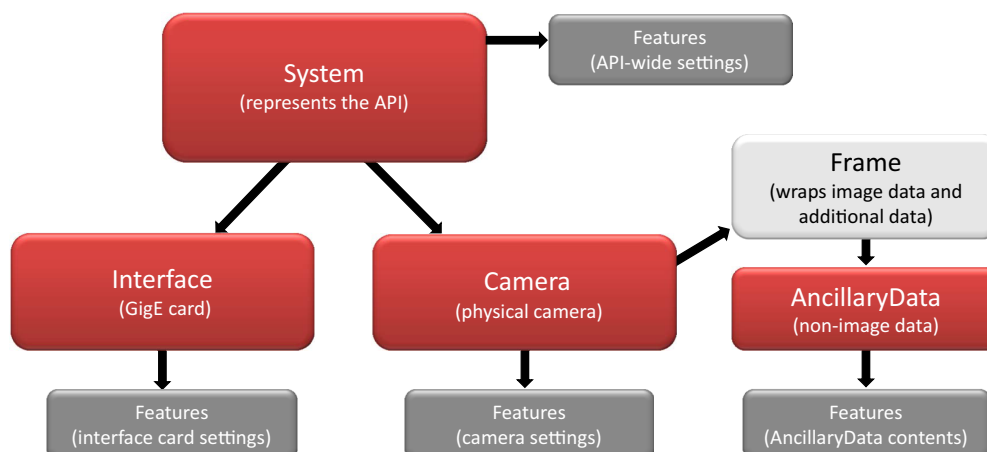 Features
(API-wide settings)
System
(represents the API)
Frame
(wraps image data and
additional data)
Interface
(GigE card)
Camera
(physical camera)
AncillaryData
(non-image data)
Features
(interface card settings)
Features
(camera settings)
Features
(AncillaryData contents)